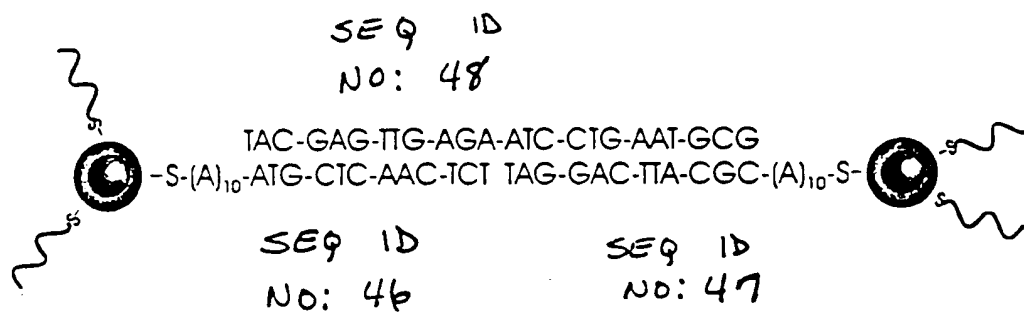 SEQ ID
NO: 48
S
TAC-GAG-TTG-AGA-ATC-CTG-AAT-GCG
S
-S-(A)10-ATG-CTC-AAC-TCT TAG-GAC-TTA-CGC-(A)10-S-
S
S
SEQ ID
NO: 46
SEQ ID
NO: 47